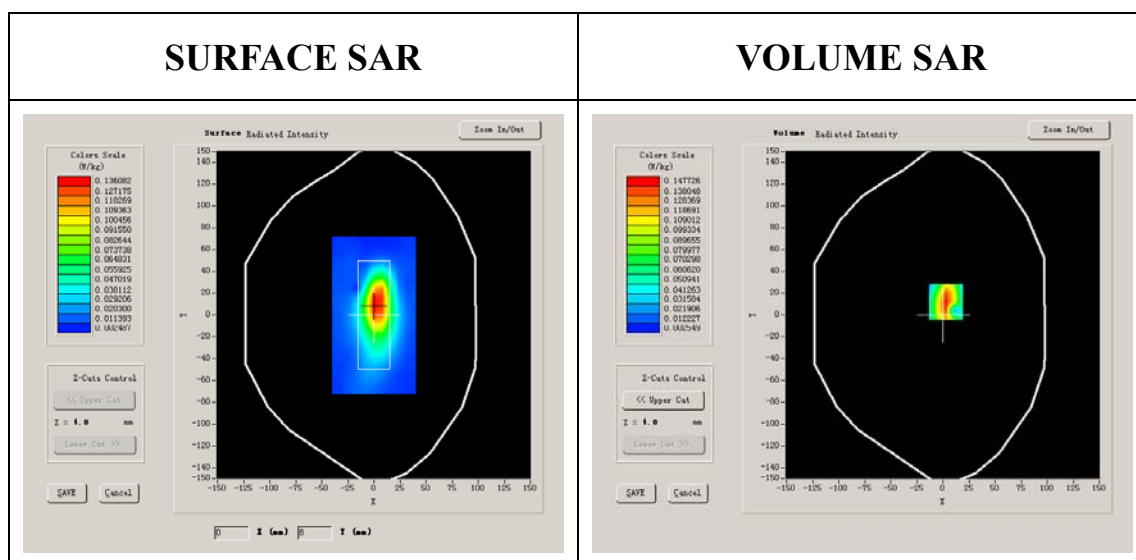 SURFACE SAR
VOLUME SAR
Surface Radiated Intensity
Zoom In/Out
Colors Scale
(W/kg)
0.136082
0.127175
0.118269
0.109363
0.100456
0.091550
0.082644
0.073738
0.064831
0.055925
0.047019
0.038112
0.029206
0.020300
0.011393
0.002487
Z-Cuts Control
<< Upper Cut
Z = 4.0 mm
Lower Cut >>
SAVE
Cancel
150
140
120
100
80
60
40
20
0
-20
-40
-60
-80
-100
-120
-140
-150
Y
-150 -125 -100 -75 -50 -25 0 25 50 75 100 125 150
X
0 X (mm) 8 Y (mm)
Volume Radiated Intensity
Zoom In/Out
Colors Scale
(W/kg)
0.147726
0.138048
0.128369
0.118691
0.109012
0.099334
0.089655
0.079977
0.070298
0.060620
0.050941
0.041263
0.031584
0.021906
0.012227
0.002549
Z-Cuts Control
<< Upper Cut
Z = 4.0 mm
Lower Cut >>
SAVE
Cancel
150
140
120
100
80
60
40
20
0
-20
-40
-60
-80
-100
-120
-140
-150
Y
-150 -125 -100 -75 -50 -25 0 25 50 75 100 125 150
X